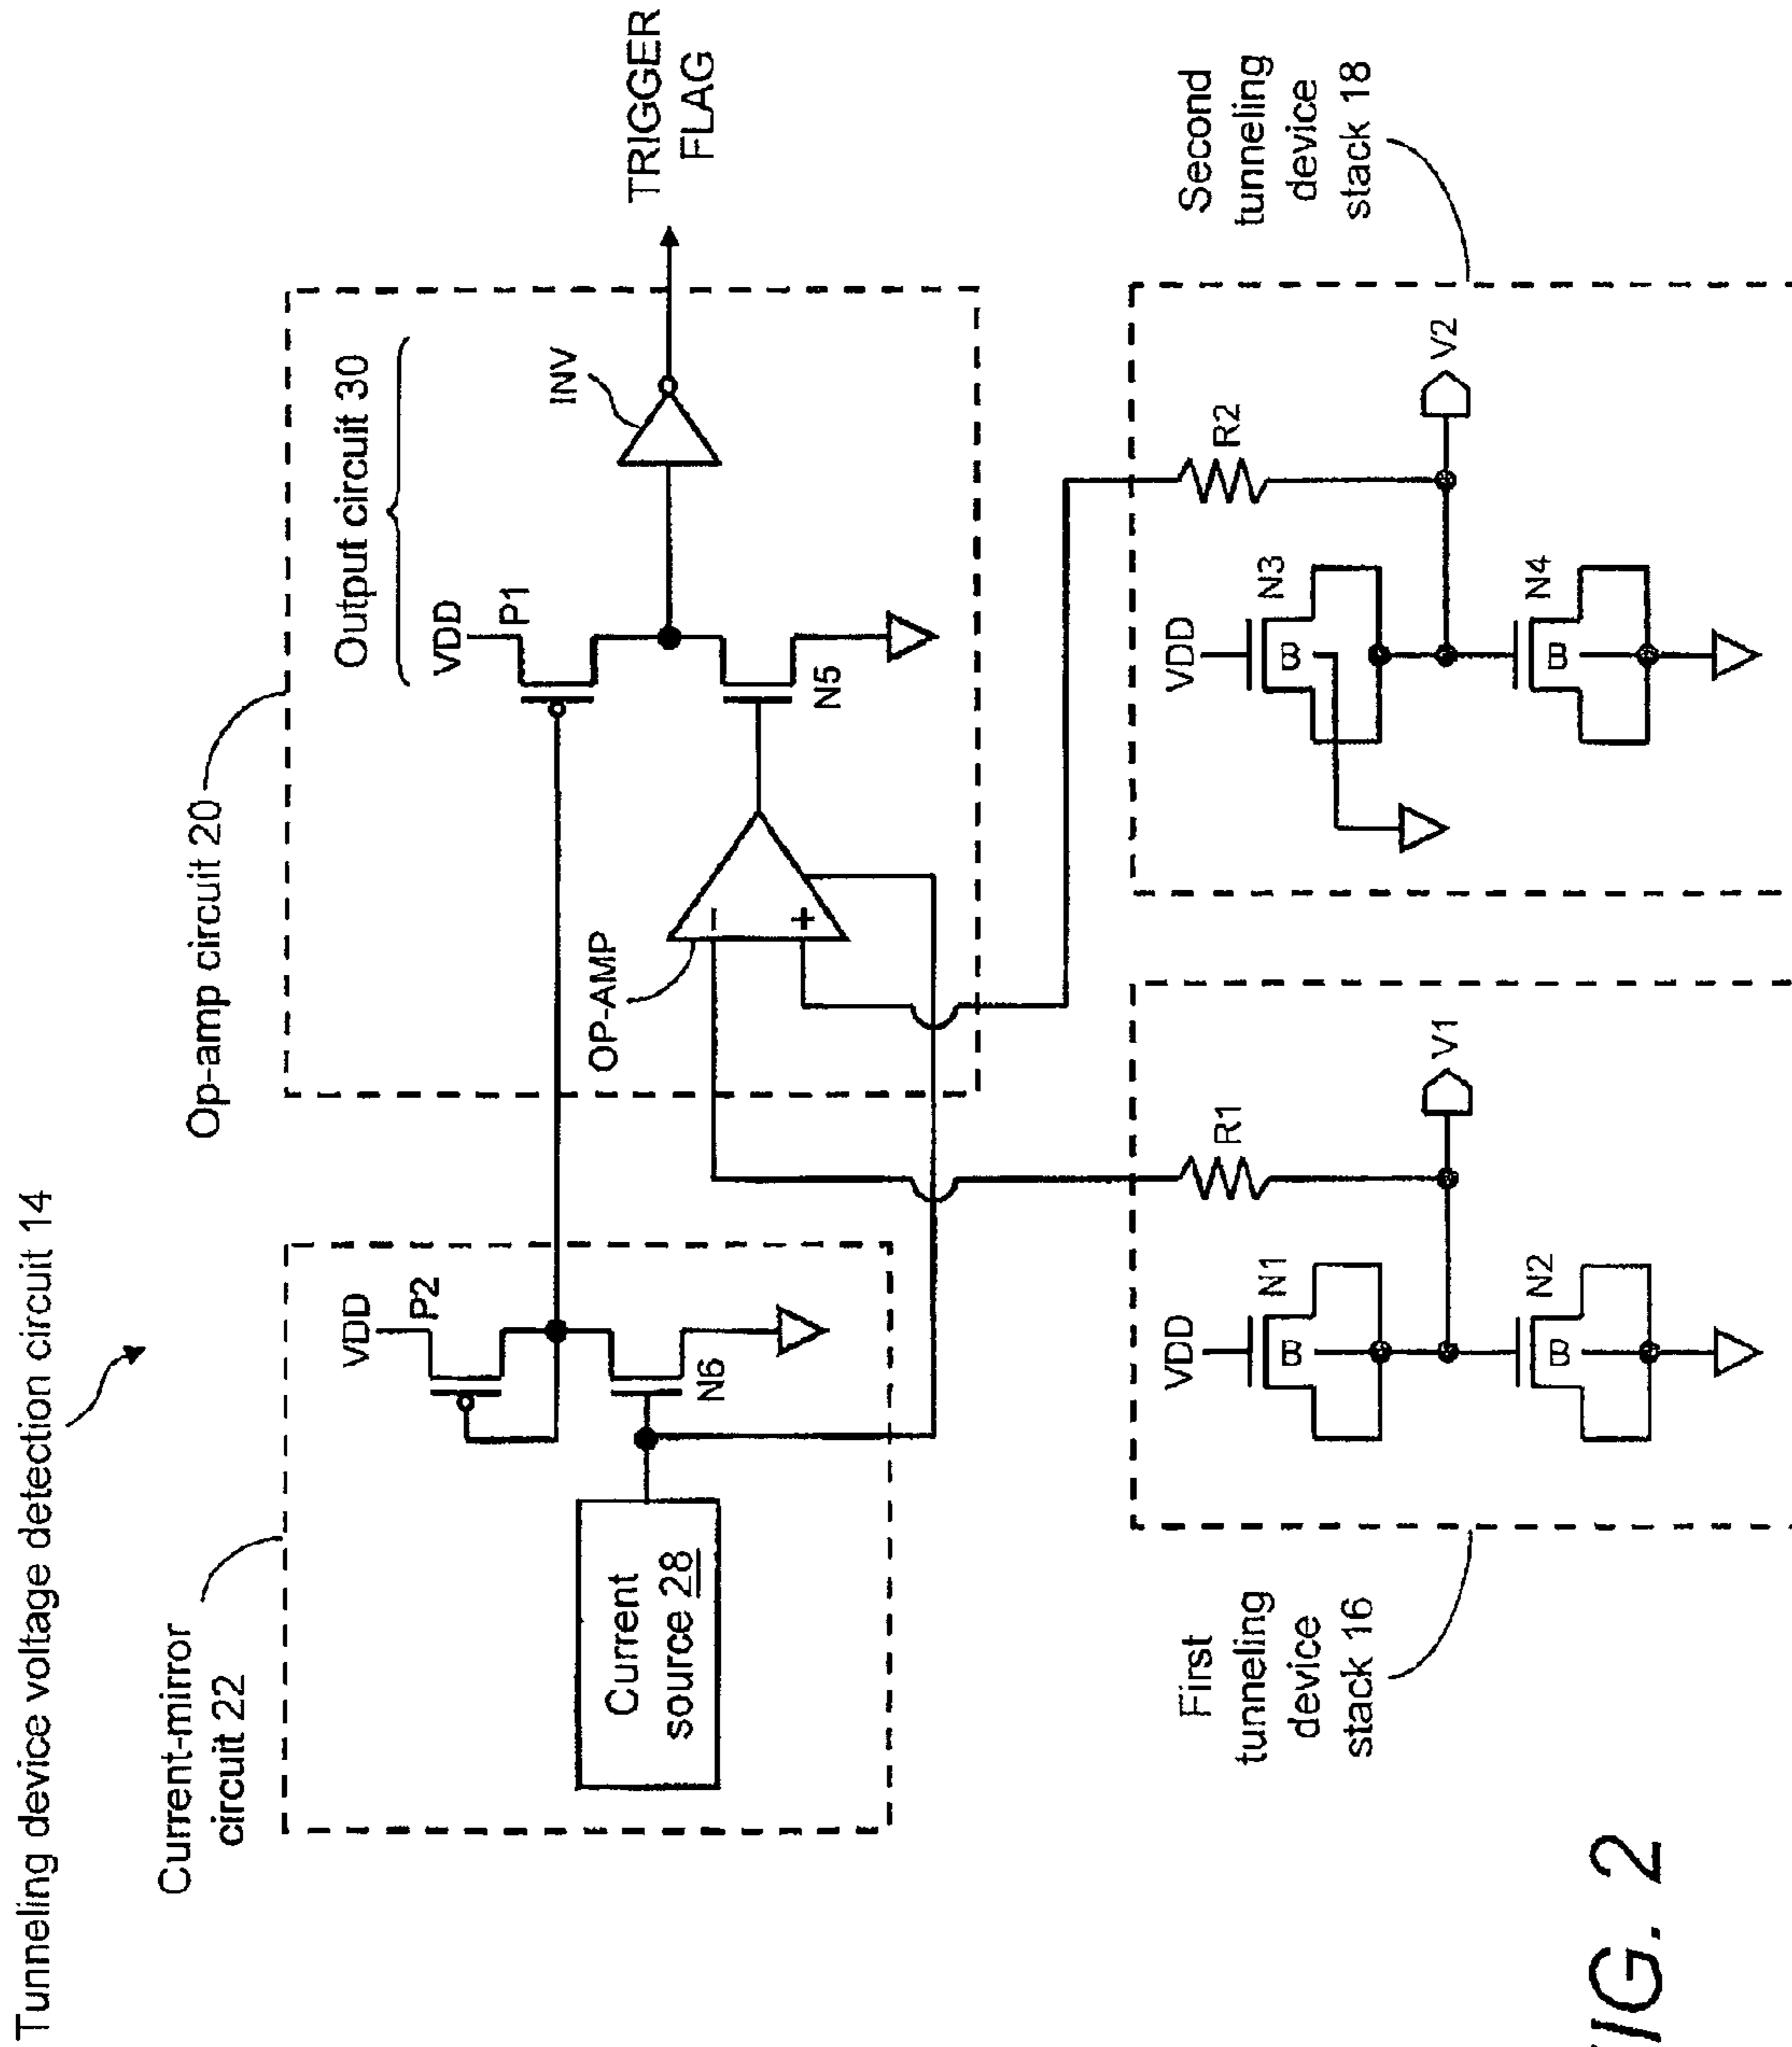 Tunneling device voltage detection circuit 14
Current-mirror
circuit 22
Op-amp circuit 20
Output circuit 30
VDD
P2
VDD
P1
INV
TRIGGER
FLAG
Current
source 28
N6
OP-AMP
−
+
N5
First
tunneling
device
stack 16
VDD
B
N1
R1
V1
B
N2
Second
tunneling
device
stack 18
VDD
B
N3
R2
V2
B
N4
FIG. 2